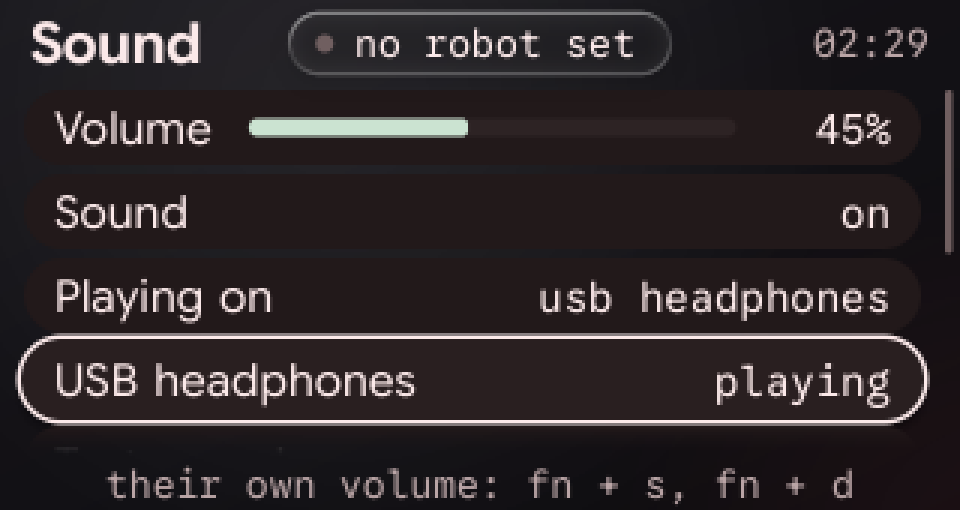 Sound
no robot set
02:29
Volume 45%
Sound on
Playing on usb headphones
USB headphones playing
their own volume: fn + s, fn + d